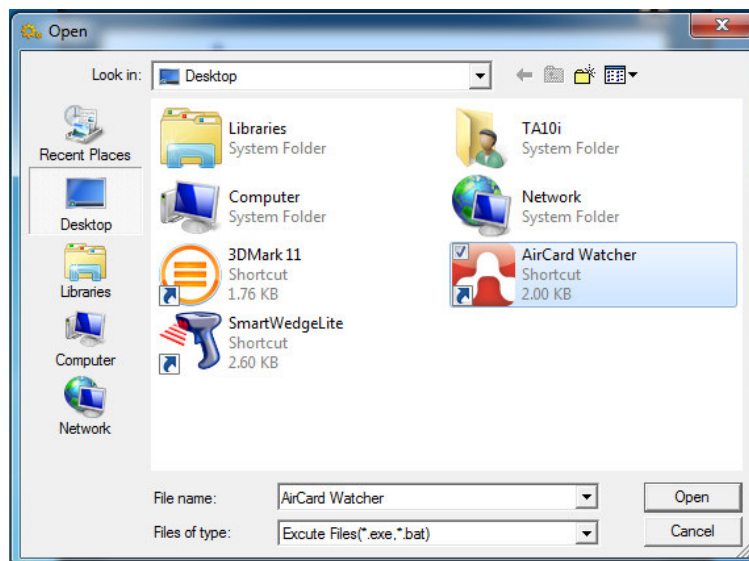 Open
Look in:
Desktop
Recent Places
Desktop
Libraries
Computer
Network
Libraries
System Folder
TA10i
System Folder
Computer
System Folder
Network
System Folder
3DMark 11
Shortcut
1.76 KB
AirCard Watcher
Shortcut
2.00 KB
SmartWedgeLite
Shortcut
2.60 KB
File name:
AirCard Watcher
Open
Files of type:
Excute Files(*.exe,*.bat)
Cancel